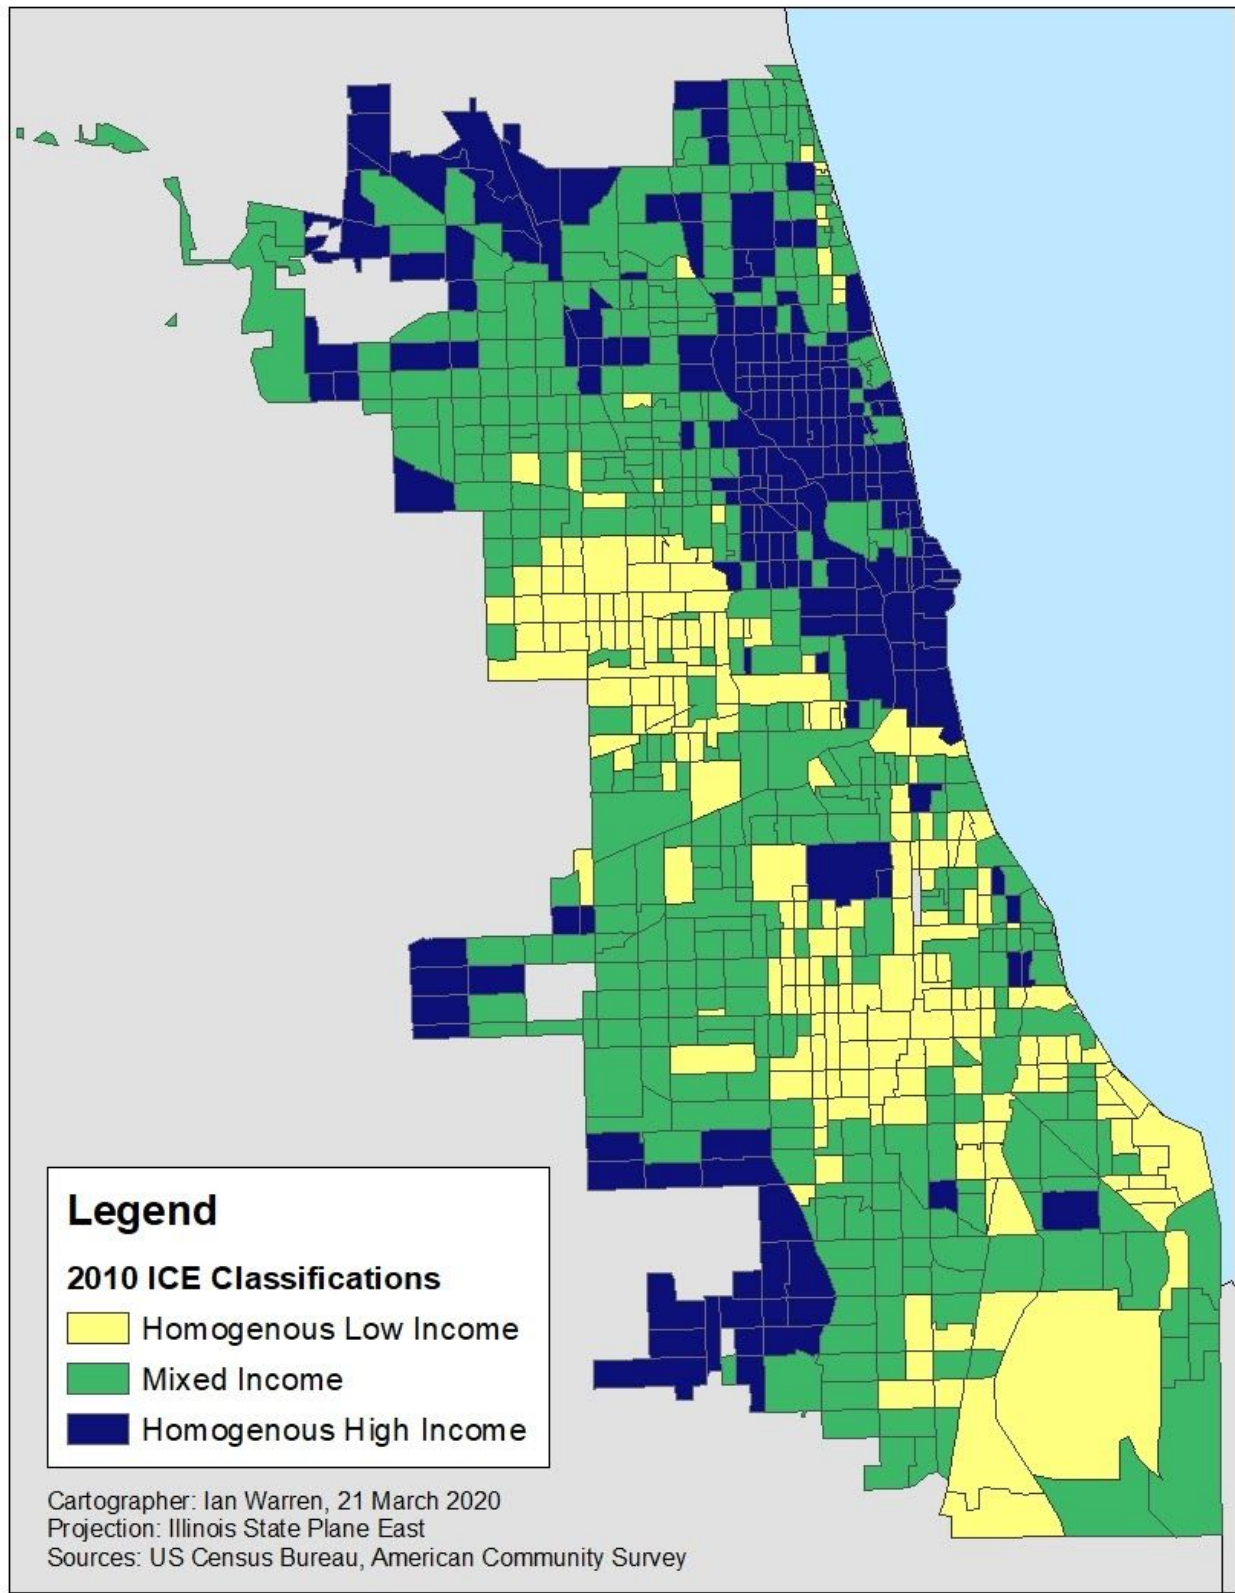 Legend
2010 ICE Classifications
Homogenous Low Income
Mixed Income
Homogenous High Income
Cartographer: Ian Warren, 21 March 2020
Projection: Illinois State Plane East
Sources: US Census Bureau, American Community Survey